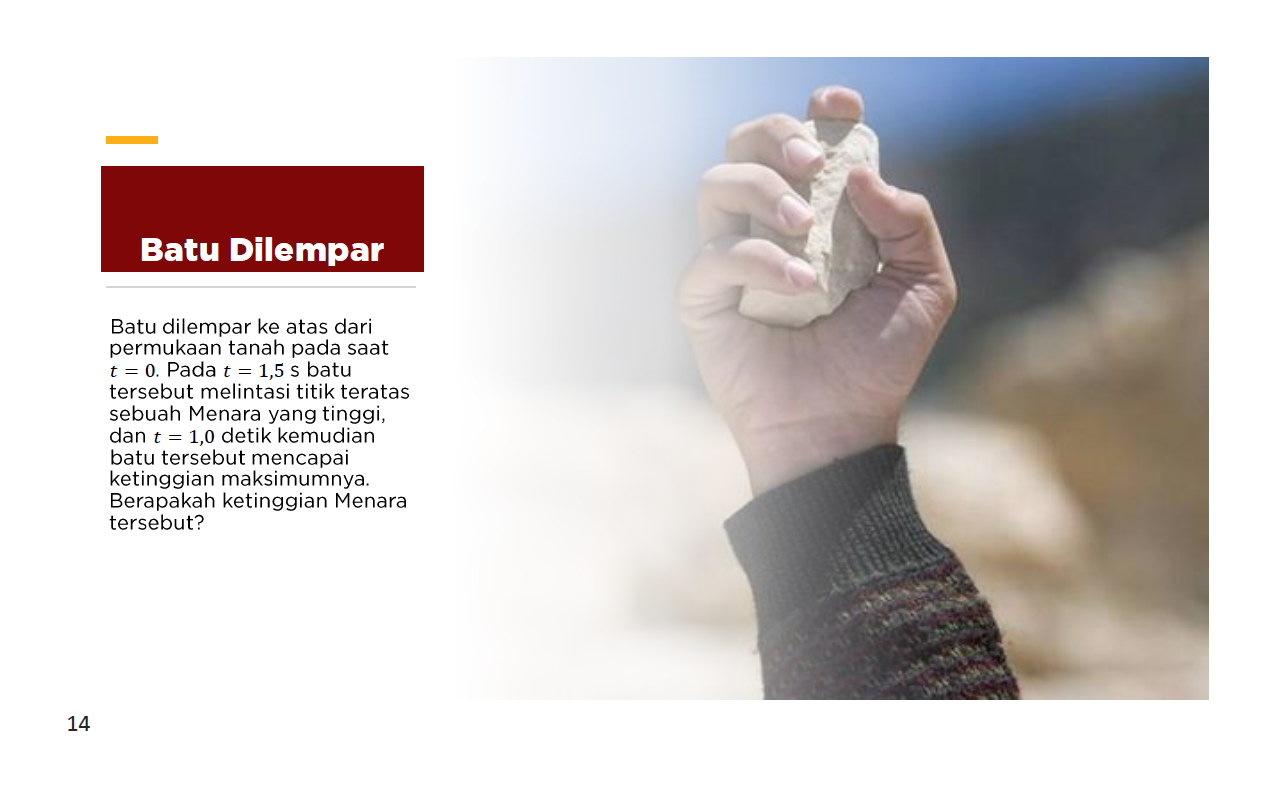 Batu Dilempar
Batu dilempar ke atas dari
permukaan tanah pada saat
t = 0. Pada t = 1,5 s batu
tersebut melintasi titik teratas
sebuah Menara yang tinggi,
dan t = 1,0 detik kemudian
batu tersebut mencapai
ketinggian maksimumnya.
Berapakah ketinggian Menara
tersebut?
14